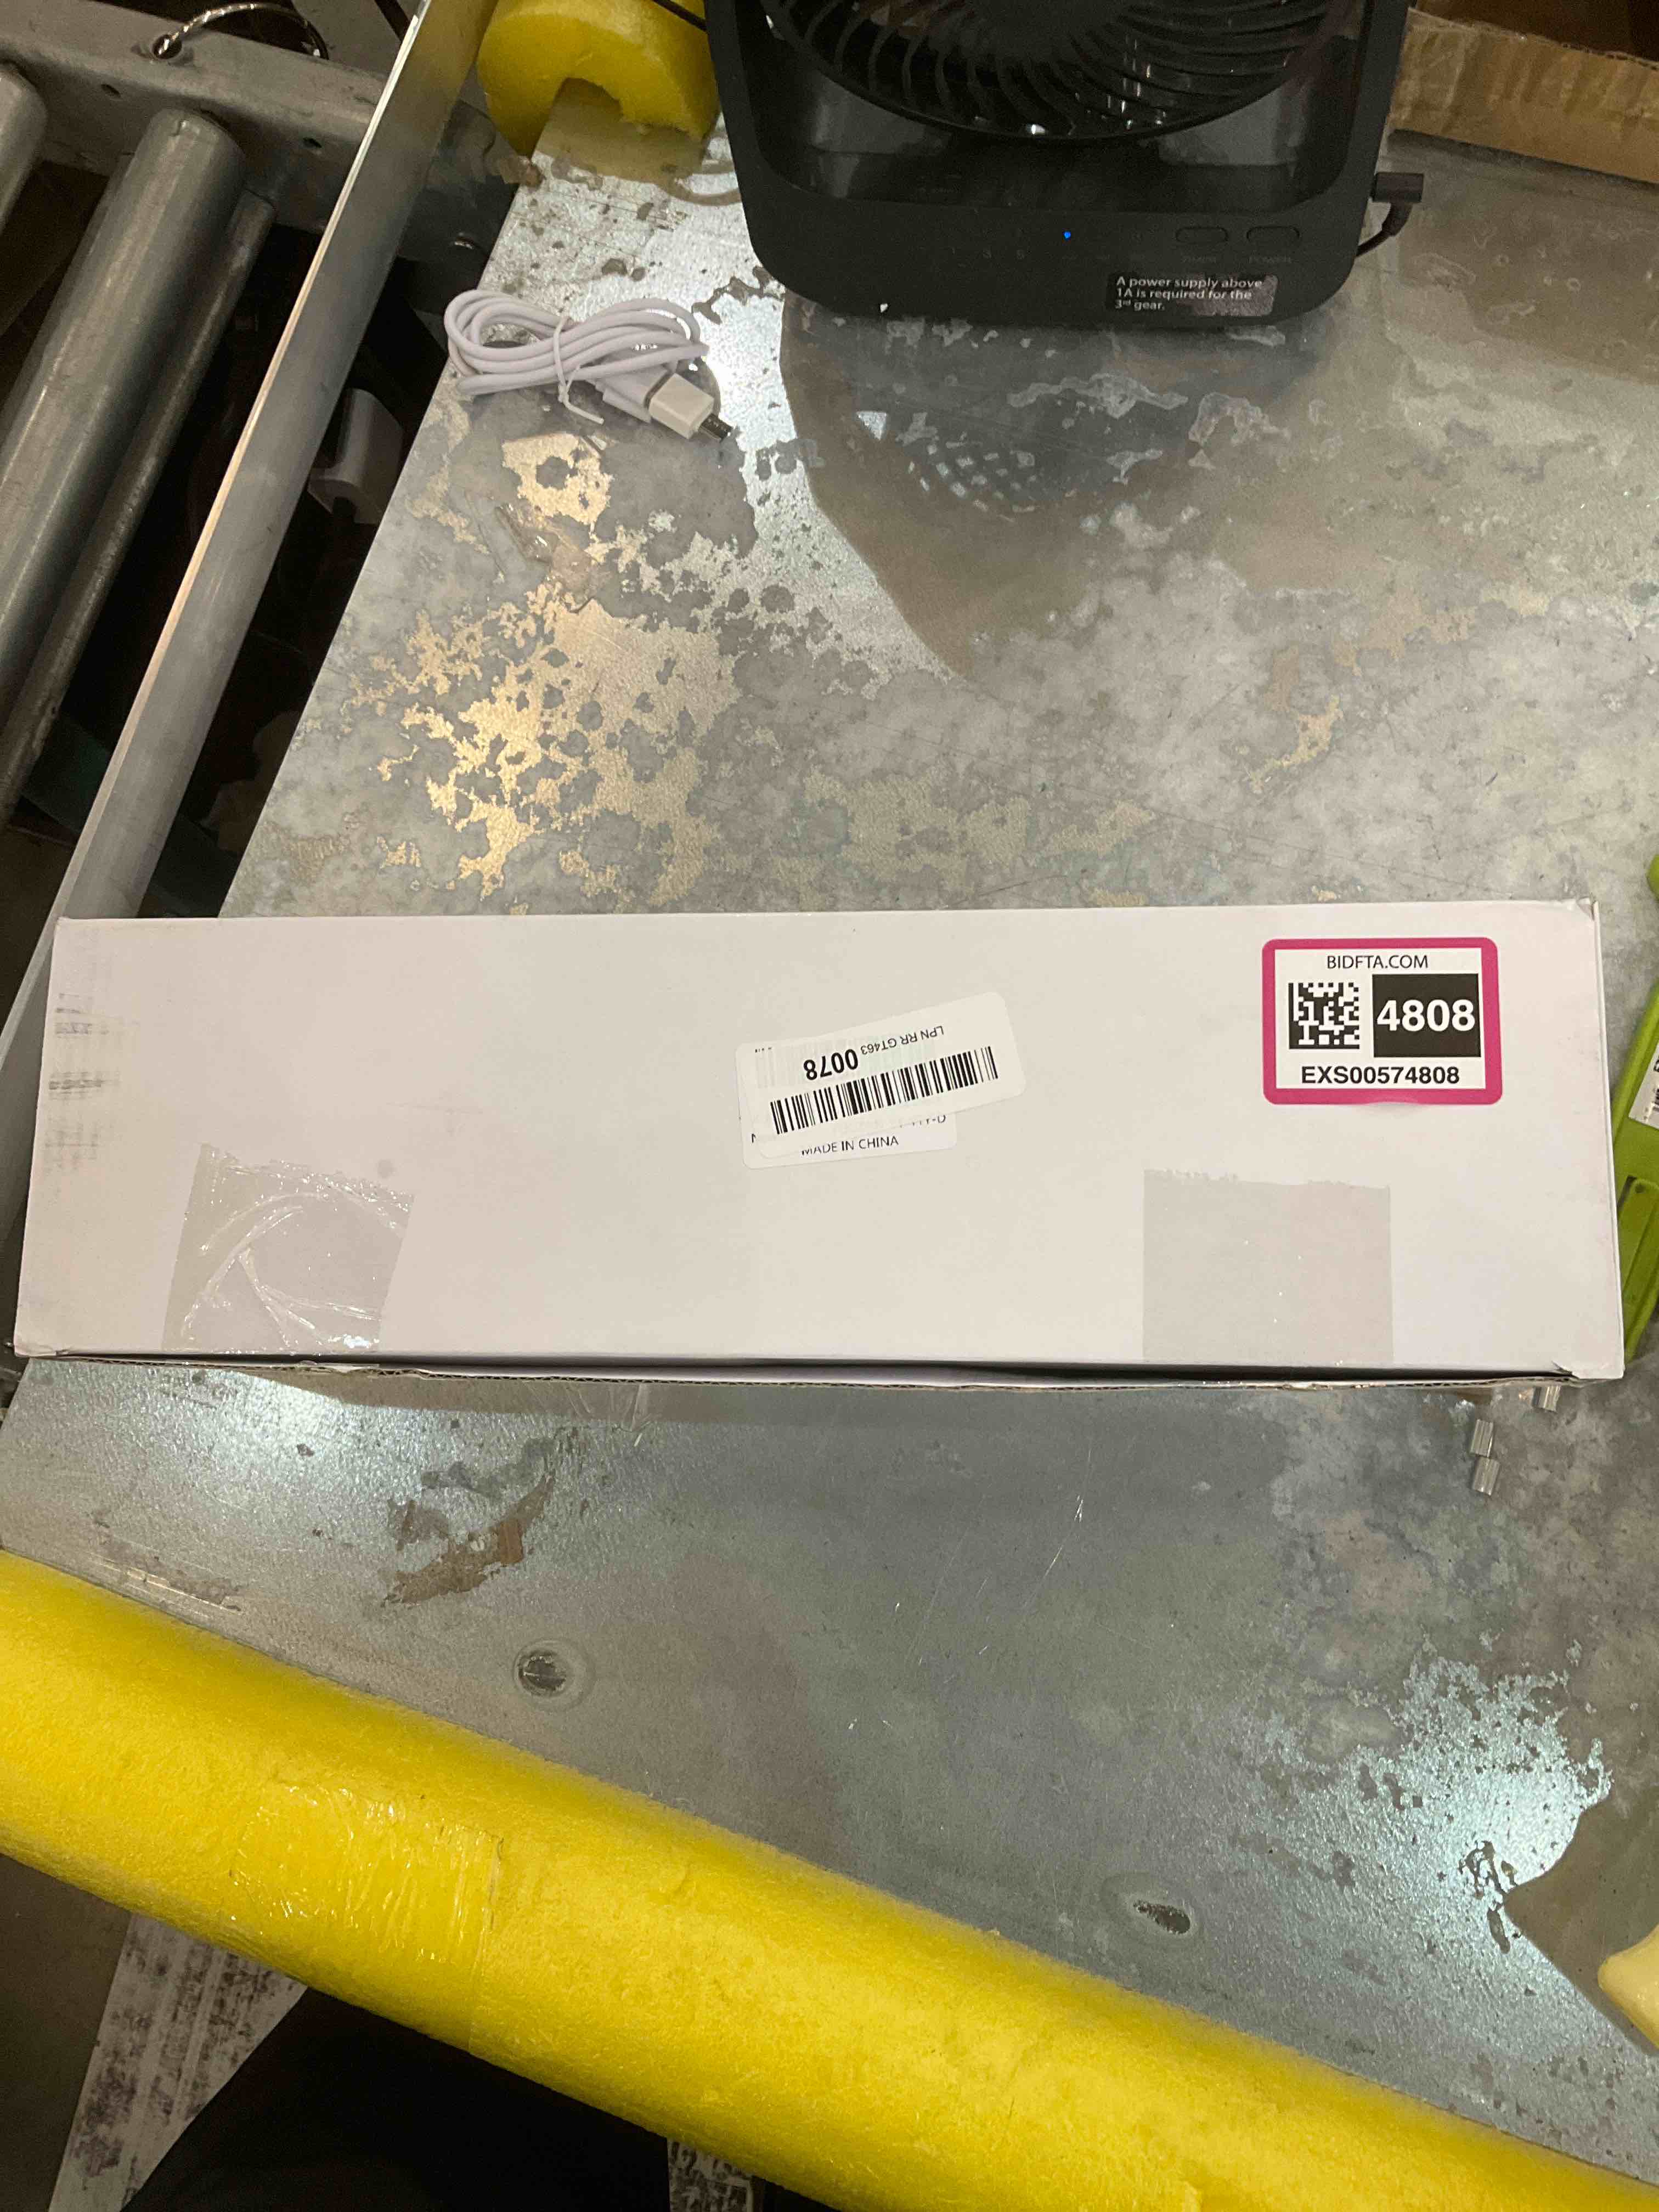 A power supply above
1A is required for the
3rd gear.
BIDFTA.COM
4808
EXS00574808
LPN RR GT463 0078
MADE IN CHINA